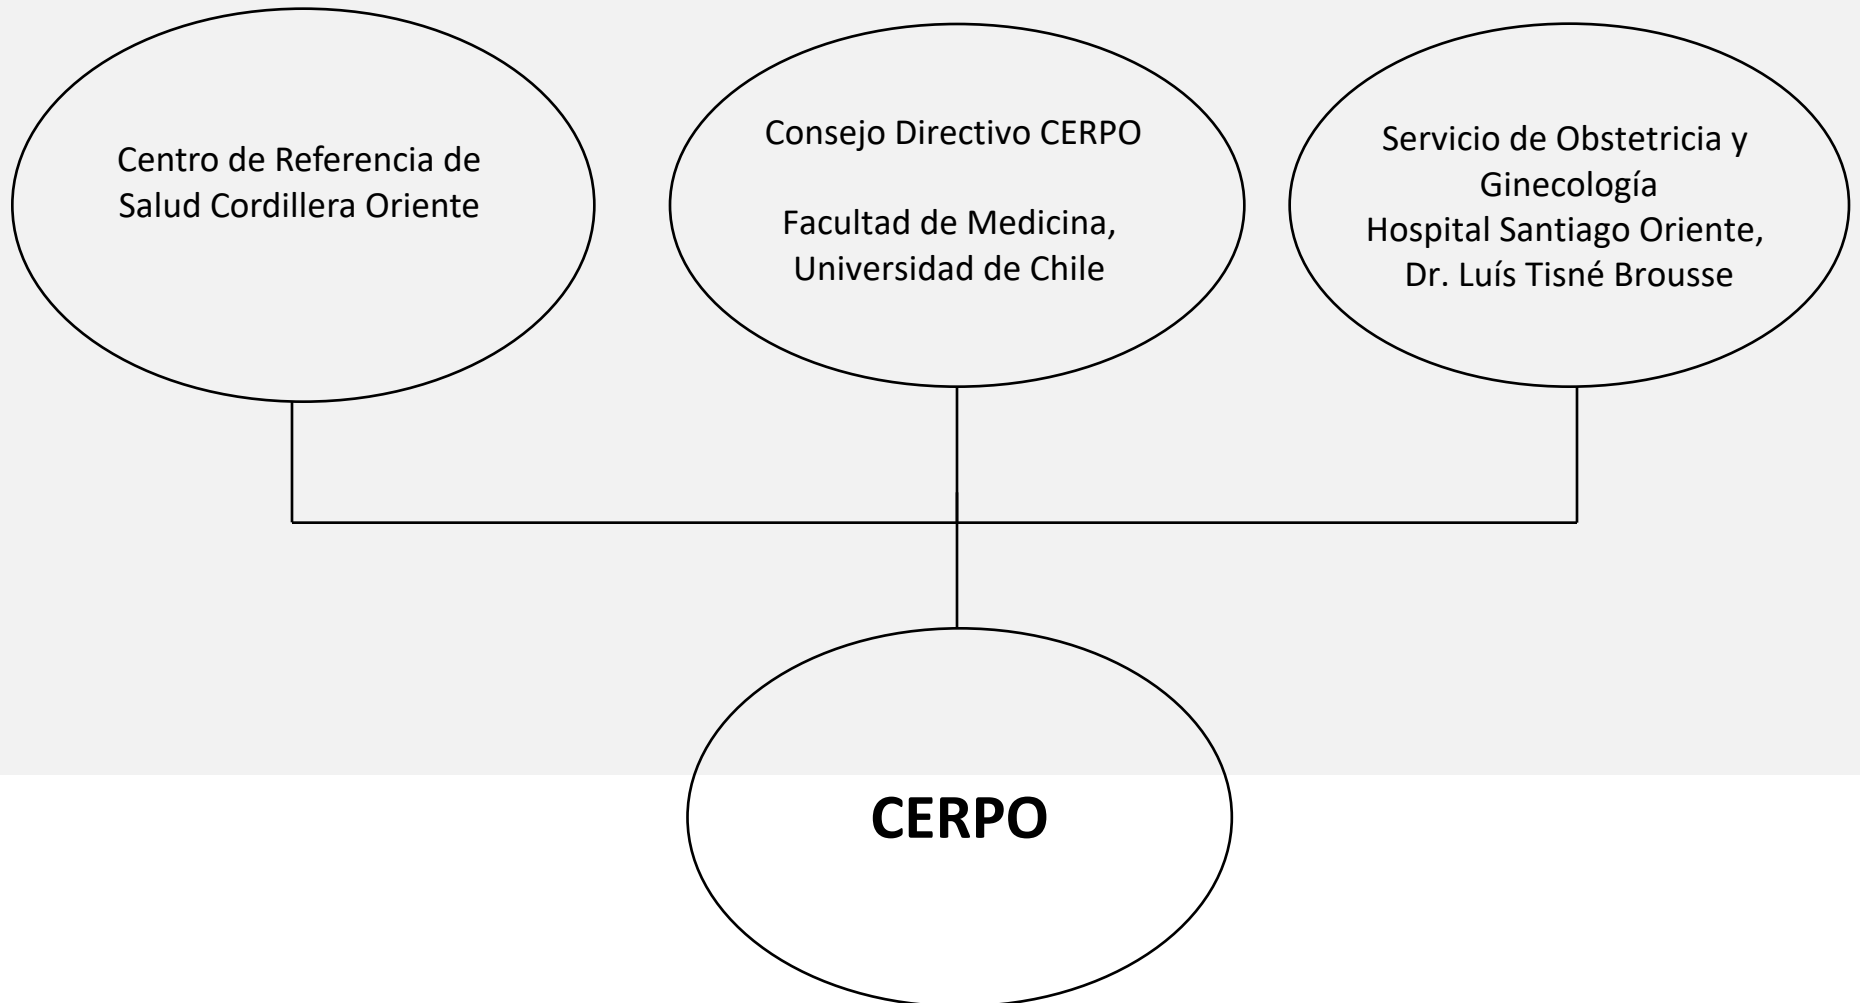 Centro de Referencia de
Salud Cordillera Oriente
Consejo Directivo CERPO
Facultad de Medicina,
Universidad de Chile
Servicio de Obstetricia y
Ginecología
Hospital Santiago Oriente,
Dr. Luís Tisné Brousse
CERPO